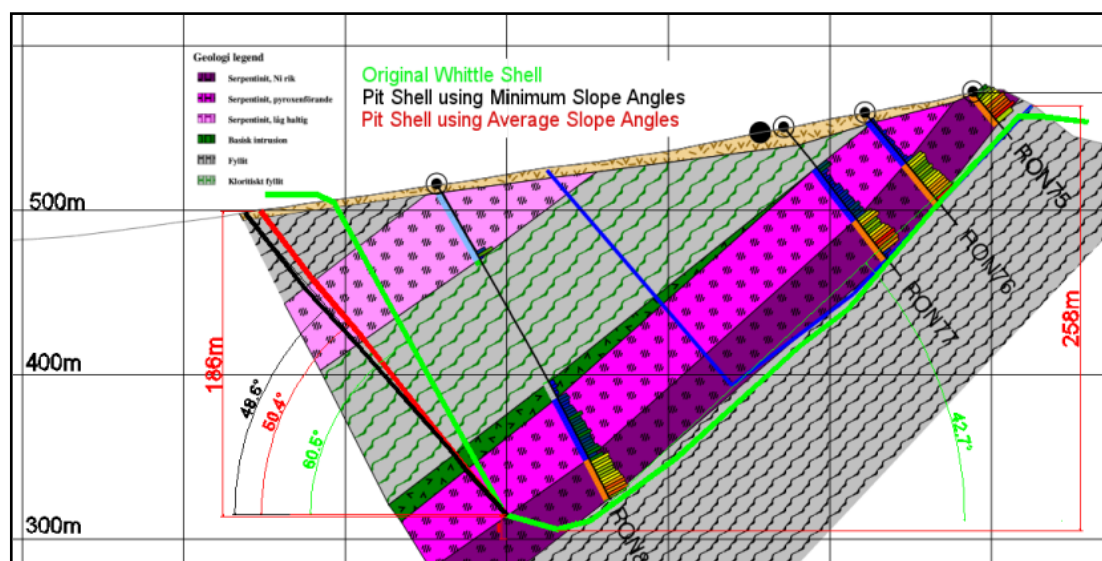 Geologi legend
Serpentinit, Ni rik
Serpentinit, pyroxenförande
Serpentinit, låg haltig
Basisk intrusion
Fyllit
Kloritiskt fyllit
Original Whittle Shell
Pit Shell using Minimum Slope Angles
Pit Shell using Average Slope Angles
500m
400m
300m
186m
258m
48.6°
50.4°
60.5°
42.7°
RON75
RON76
RON77